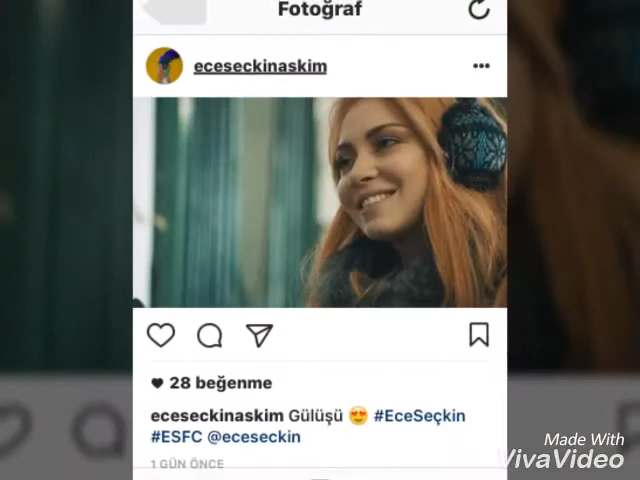 Fotoğraf
eceseckinaskim
28 beğenme
eceseckinaskim Gülüşü 😍 #EceSeçkin
#ESFC @eceseckin
1 GÜN ÖNCE
Made With
VivaVideo